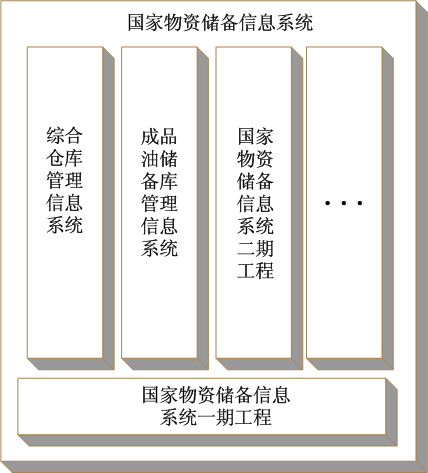 国家物资储备信息系统
综合
仓库
管理
信息
系统
成品
油储
备库
管理
信息
系统
国家
物资
储备
信息
系统
二期
工程
···
国家物资储备信息
系统一期工程